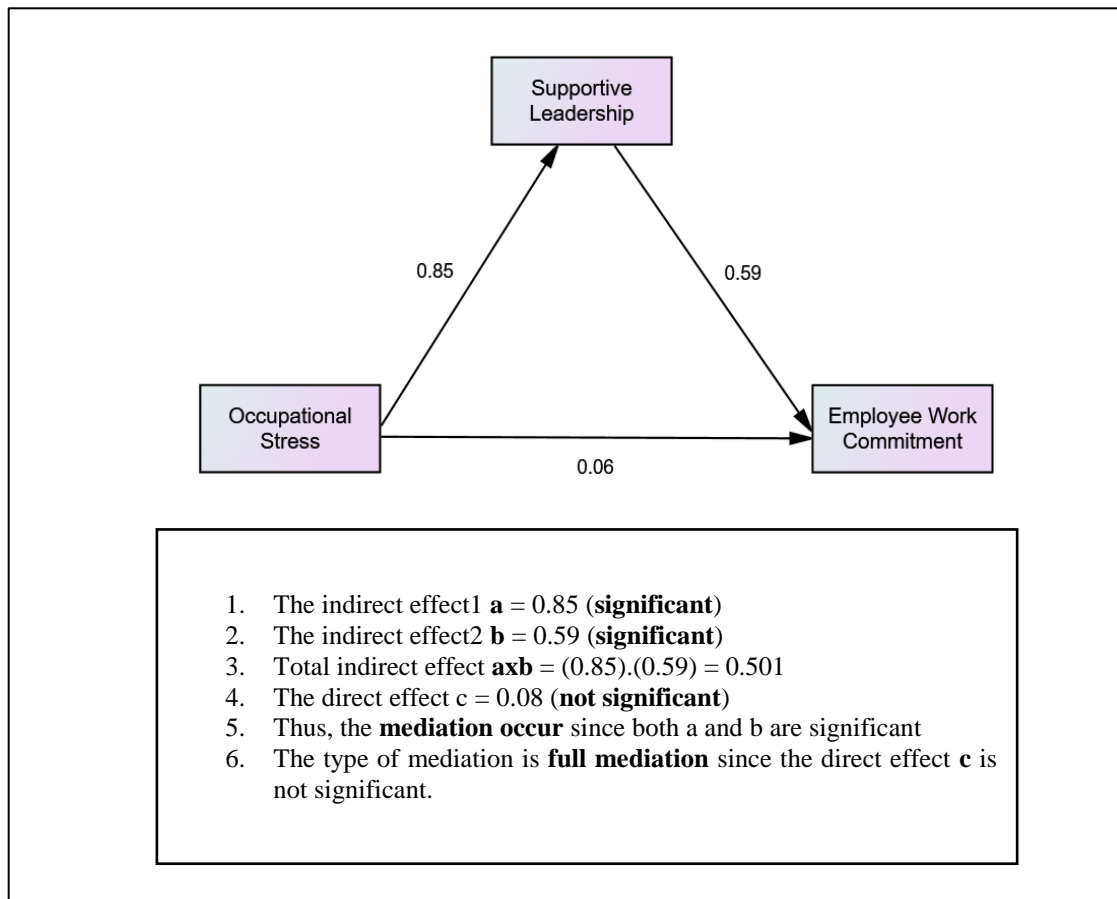 Supportive
Leadership
0.85
0.59
Occupational
Stress
Employee Work
Commitment
0.06
1. The indirect effect1 a = 0.85 (significant)
2. The indirect effect2 b = 0.59 (significant)
3. Total indirect effect axb = (0.85).(0.59) = 0.501
4. The direct effect c = 0.08 (not significant)
5. Thus, the mediation occur since both a and b are significant
6. The type of mediation is full mediation since the direct effect c is
not significant.